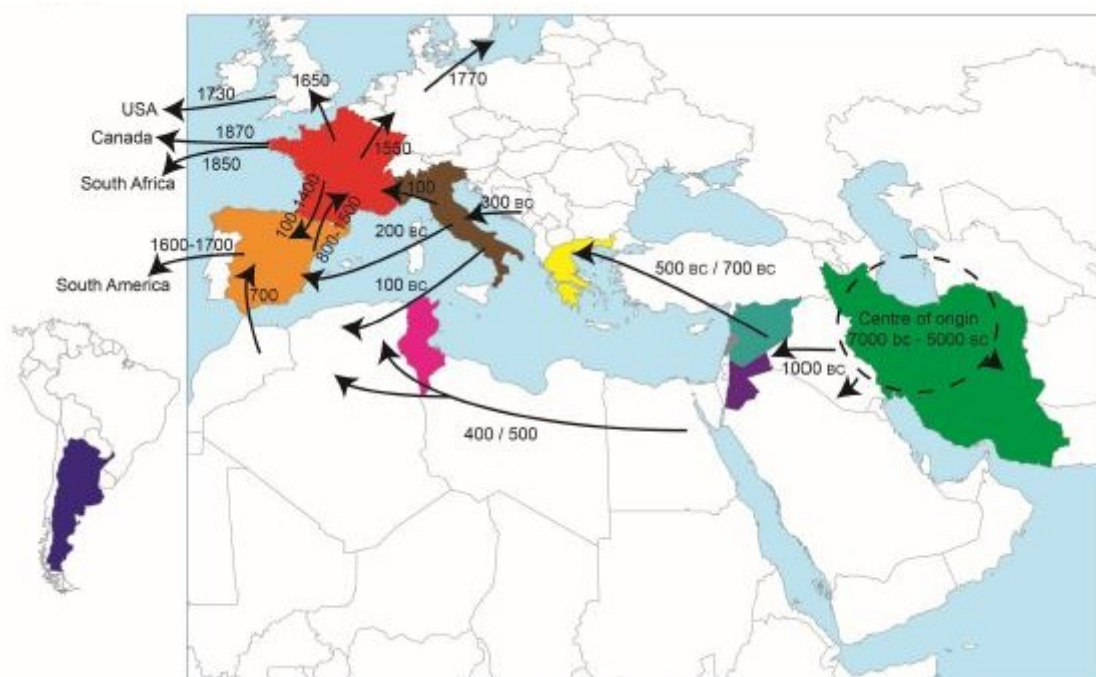 1770
1650
USA
1730
Canada
1870
1550
1850
South Africa
100
100-1400
800-1600
300 BC
200 BC
1600-1700
500 BC / 700 BC
South America
700
100 BC
Centre of origin
7000 bc - 5000 BC
1000 BC
400 / 500